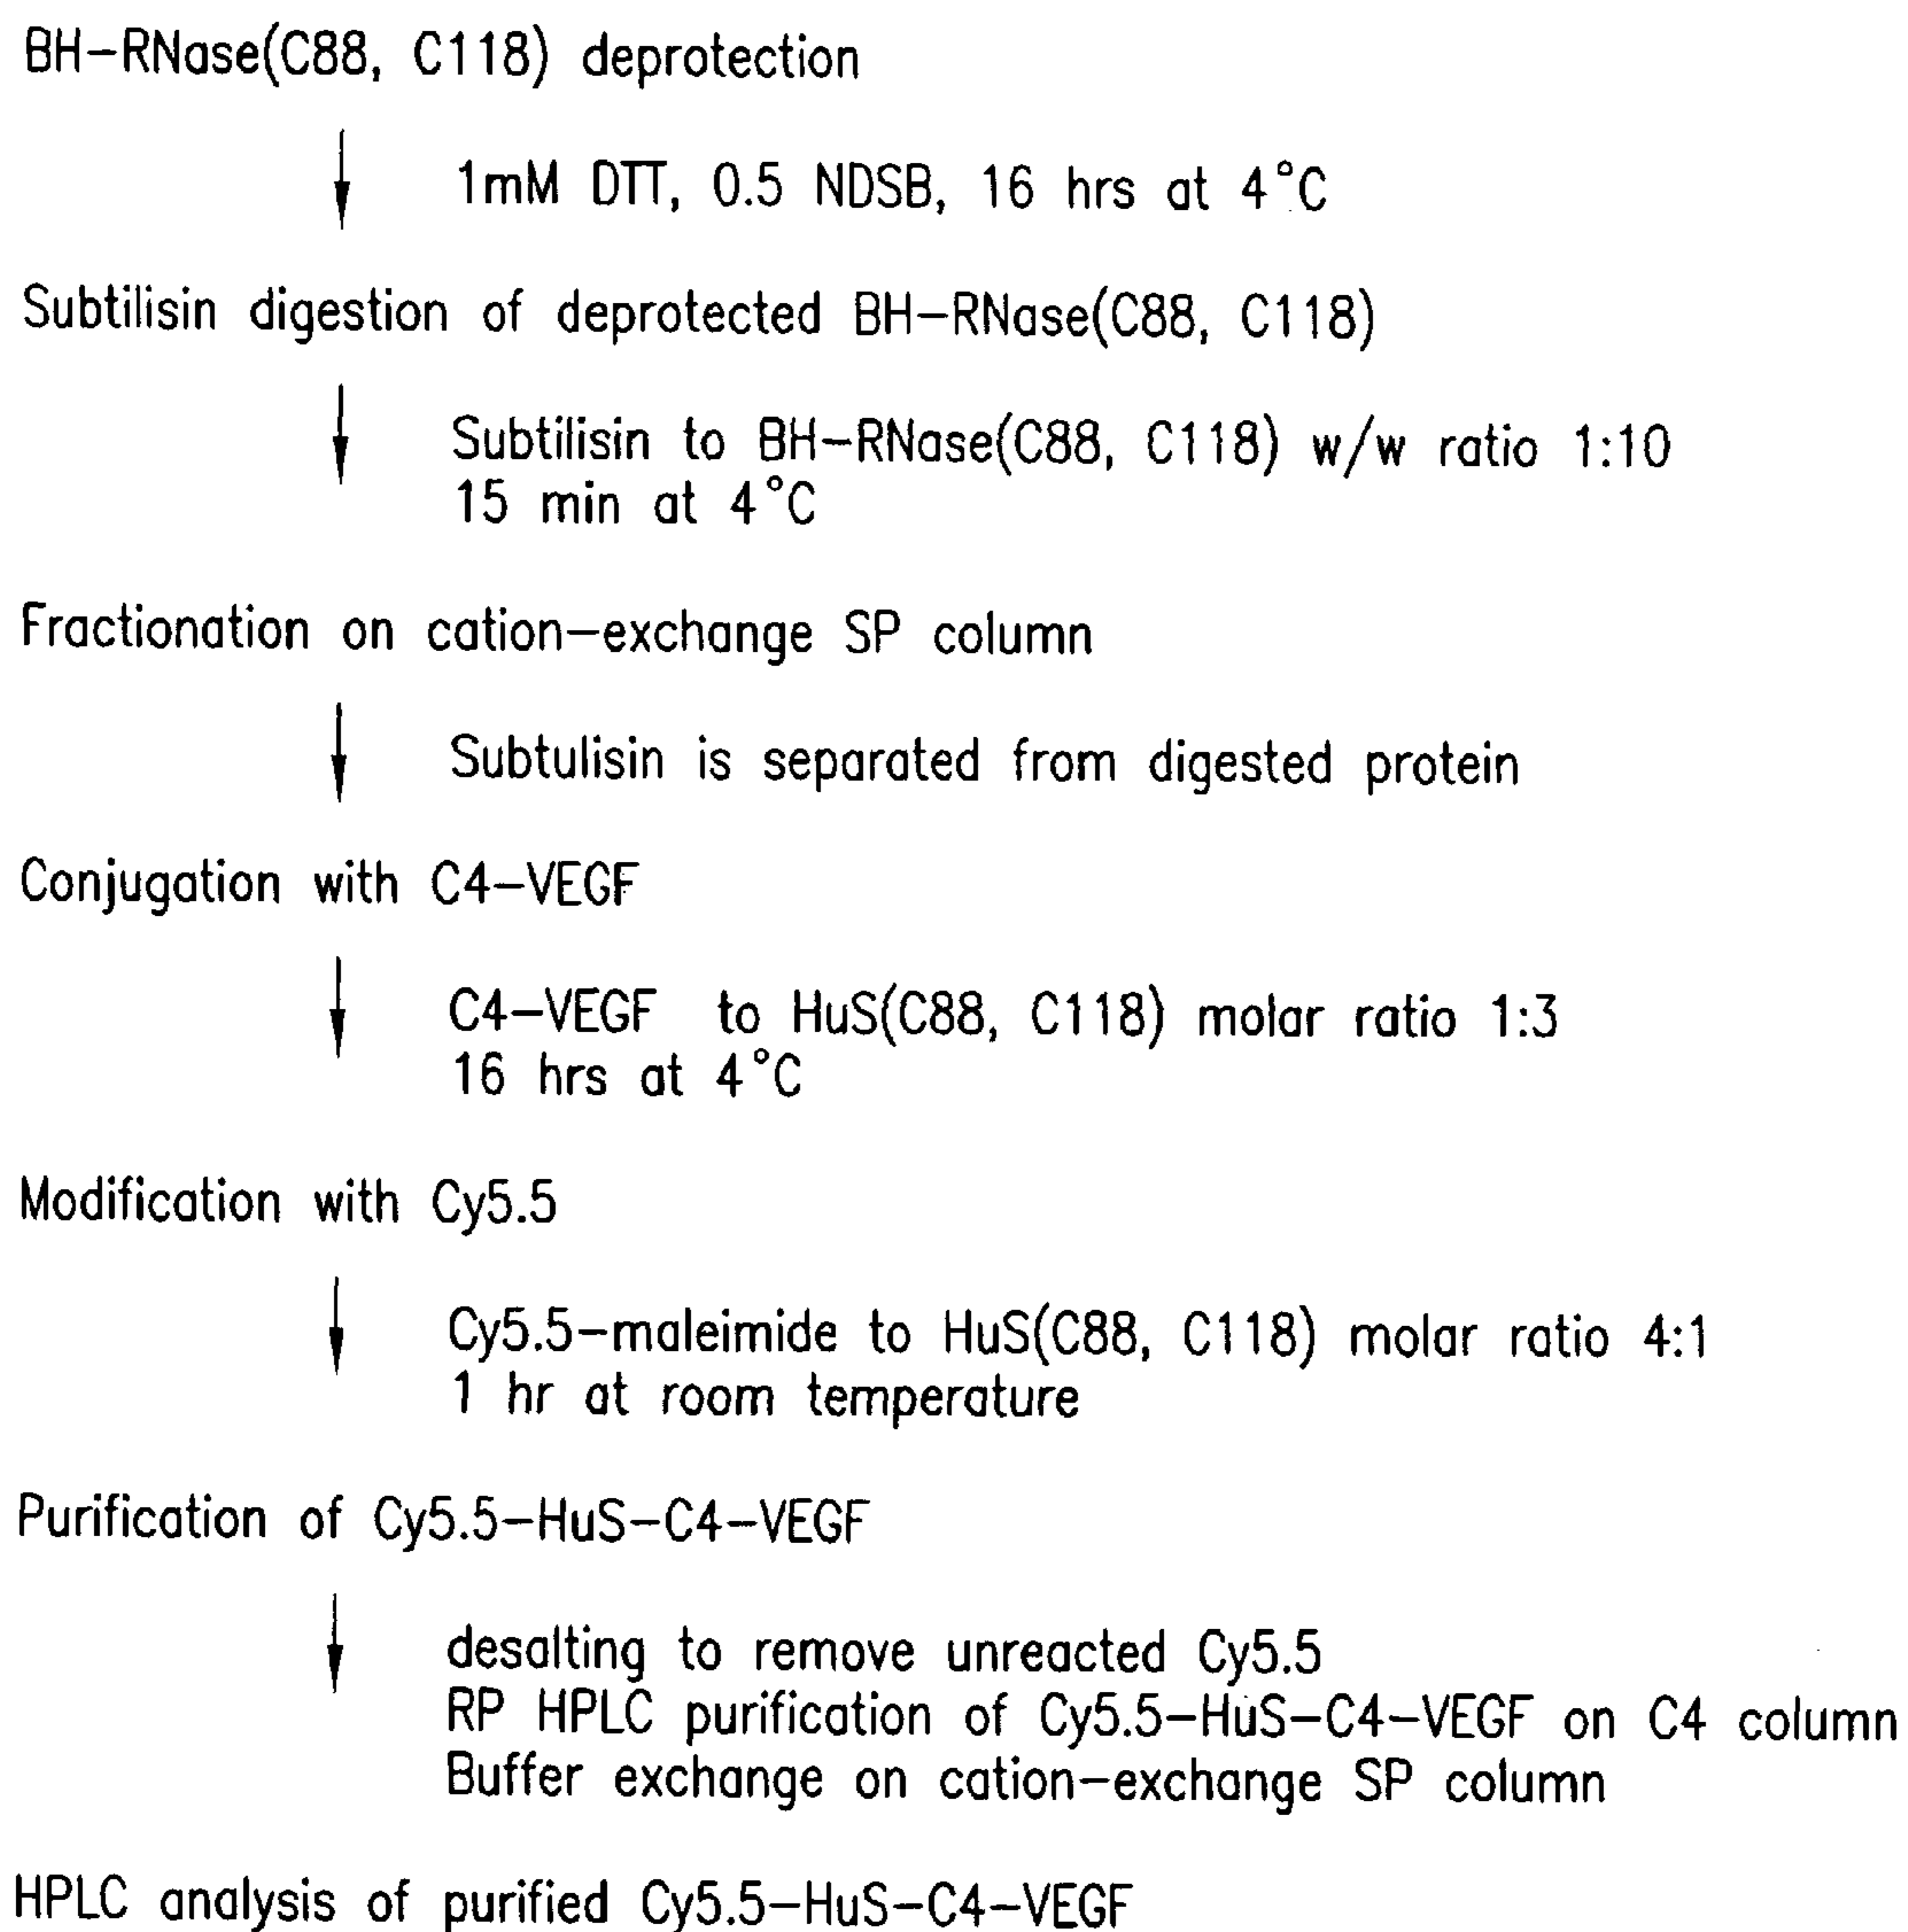 BH-RNase(C88, C118) deprotection
1mM DTT, 0.5 NDSB, 16 hrs at 4°C
Subtilisin digestion of deprotected BH-RNase(C88, C118)
Subtilisin to BH-RNase(C88, C118) w/w ratio 1:10
15 min at 4°C
Fractionation on cation-exchange SP column
Subtulisin is separated from digested protein
Conjugation with C4-VEGF
C4-VEGF to HuS(C88, C118) molar ratio 1:3
16 hrs at 4°C
Modification with Cy5.5
Cy5.5-maleimide to HuS(C88, C118) molar ratio 4:1
1 hr at room temperature
Purification of Cy5.5-HuS-C4-VEGF
desalting to remove unreacted Cy5.5
RP HPLC purification of Cy5.5-HuS-C4-VEGF on C4 column
Buffer exchange on cation-exchange SP column
HPLC analysis of purified Cy5.5-HuS-C4-VEGF